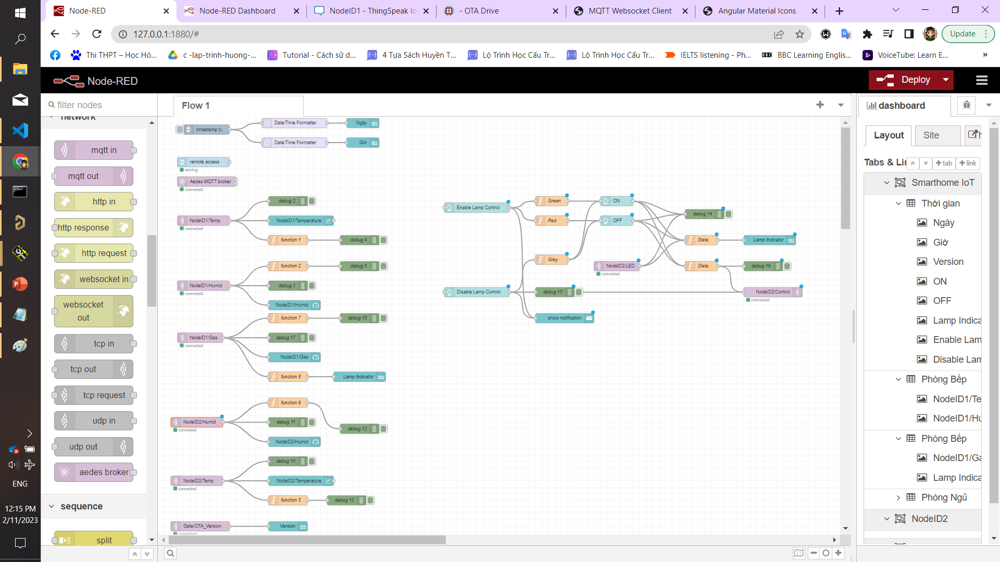 Node-RED
Node-RED Dashboard
NodeID1 - ThingSpeak Io
- OTA Drive
MQTT Websocket Client
Angular Material Icons
127.0.0.1:1880/#
Update
Thi THPT – Học Hó...
c -lap-trinh-huong-...
Tutorial - Cách sử d...
4 Tựa Sách Huyền T...
Lộ Trình Học Cấu Tr...
Lộ Trình Học Cấu Tr...
IELTS listening - Ph...
BBC
BBC Learning Englis...
VoiceTube: Learn E...
»
Node-RED
Deploy
filter nodes
network
mqtt in
mqtt out
http in
http response
http request
websocket in
websocket
out
tcp in
tcp out
tcp request
udp in
udp out
aedes broker
sequence
split
Flow 1
timestamp ↻
Date/Time Formatter
Ngày
abc
Date/Time Formatter
Giờ
abc
remote access
serving
Aedes MQTT broker
connected
debug 2
NodeID1/Temp
connected
NodeID1/Temperature
function 1
debug 4
function 2
debug 5
NodeID1/Humid
connected
debug 3
NodeID1/Humid
function 7
debug 18
NodeID1/Gas
connected
debug 17
NodeID1/Gas
function 8
Lamp Indicator
abc
function 6
NodeID2/Humid
connected
debug 11
debug 13
NodeID2/Humid
debug 10
NodeID2/Temp
connected
NodeID2/Temperature
function 5
debug 12
Gate/OTA_Version
connected
Version
abc
Enable Lamp Control
Green
ON
debug 14
Red
OFF
State
Lamp Indicator
abc
Grey
NodeID2/LED
connected
State
debug 16
Disable Lamp Control
debug 15
NodeID2/Control
connected
show notification
dashboard
Layout
Site
Th
Tabs & Lin
tab
link
Smarthome IoT
Thời gian
Ngày
Giờ
Version
ON
OFF
Lamp Indica
Enable Lam
Disable Lam
Phòng Bếp
NodeID1/Te
NodeID1/Hu
Phòng Bếp
NodeID1/Ga
Lamp Indica
Phòng Ngủ
NodeID2
ENG
12:15 PM
2/11/2023